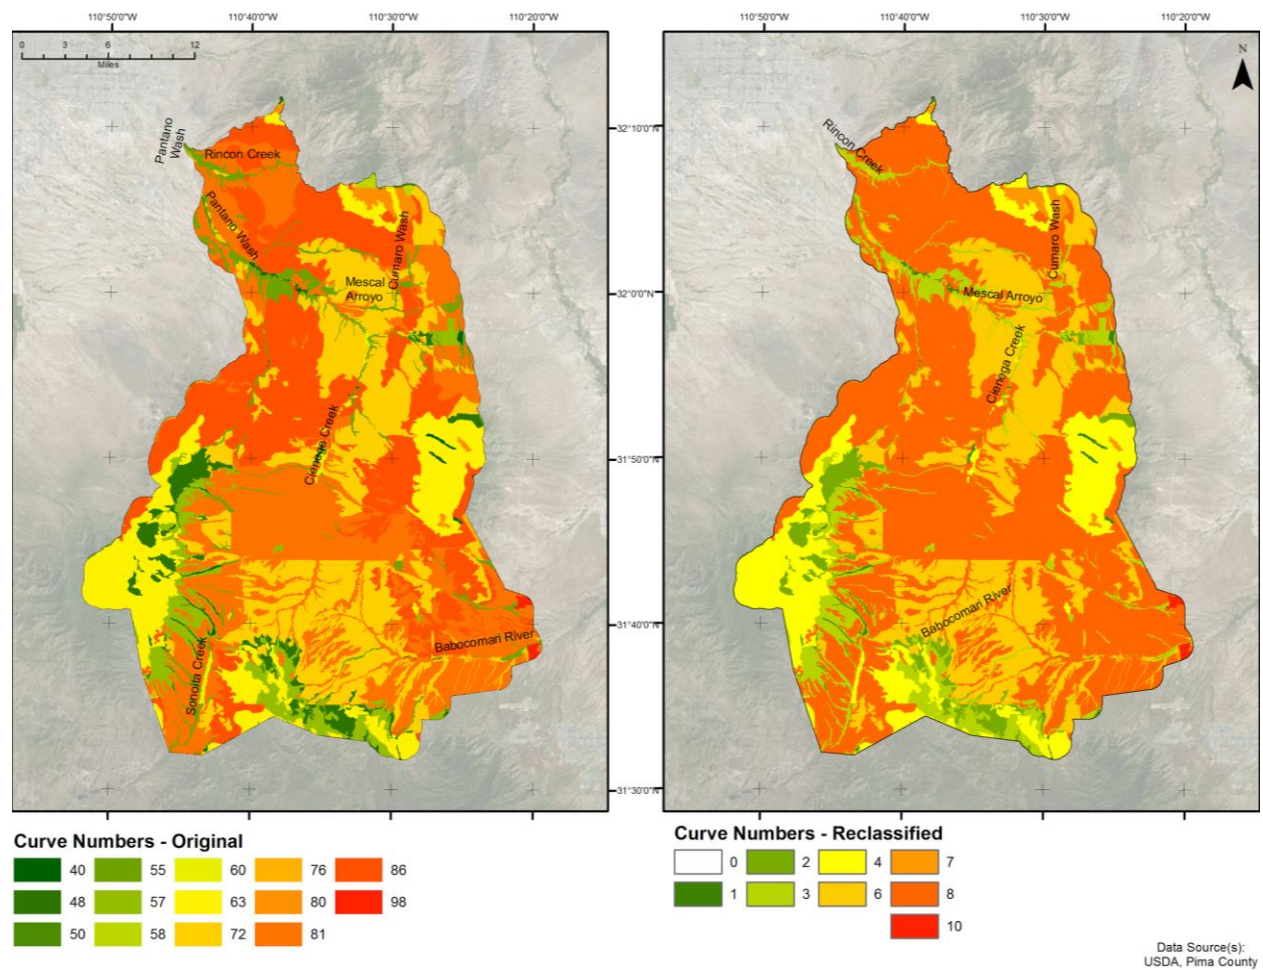 110°50'0"W 110°40'0"W 110°30'0"W 110°20'0"W
110°50'0"W 110°40'0"W 110°30'0"W 110°20'0"W
0 3 6 12
Miles
N
32°10'0"N
32°0'0"N
31°50'0"N
31°40'0"N
31°30'0"N
Pantano
Wash
Rincon Creek
Pantano Wash
Cumaro Wash
Mescal
Arroyo
Cienega Creek
Sonoita Creek
Babocomari River
Rincon Creek
Cumaro Wash
Mescal Arroyo
Cienega Creek
Babocomari River
Curve Numbers - Original
40 55 60 76 86
48 57 63 80 98
50 58 72 81
Curve Numbers - Reclassified
0 2 4 7
1 3 6 8
10
Data Source(s):
USDA, Pima County